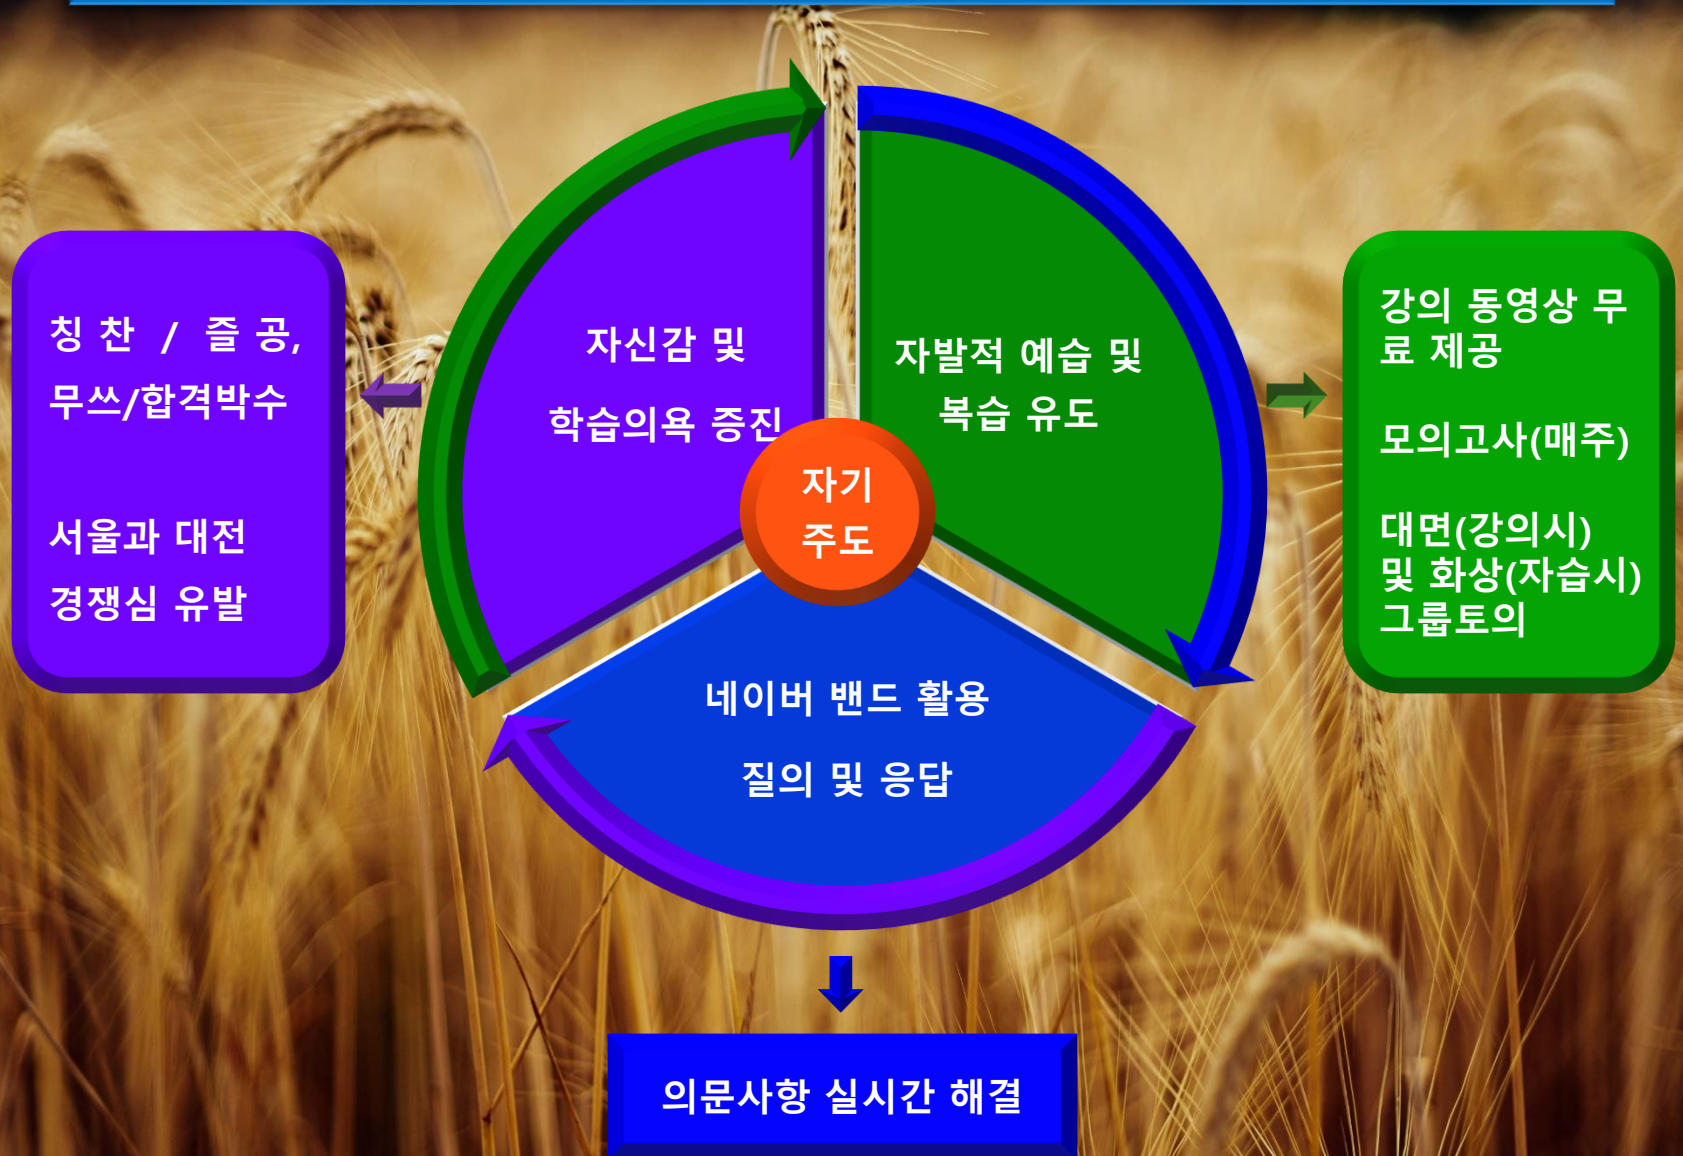 칭 찬 / 즐 공,
무쓰/합격박수
서울과 대전
경쟁심 유발
자신감 및
학습의욕 증진
자발적 예습 및
복습 유도
자기
주도
네이버 밴드 활용
질의 및 응답
강의 동영상 무
료 제공
모의고사(매주)
대면(강의시)
및 화상(자습시)
그룹토의
의문사항 실시간 해결